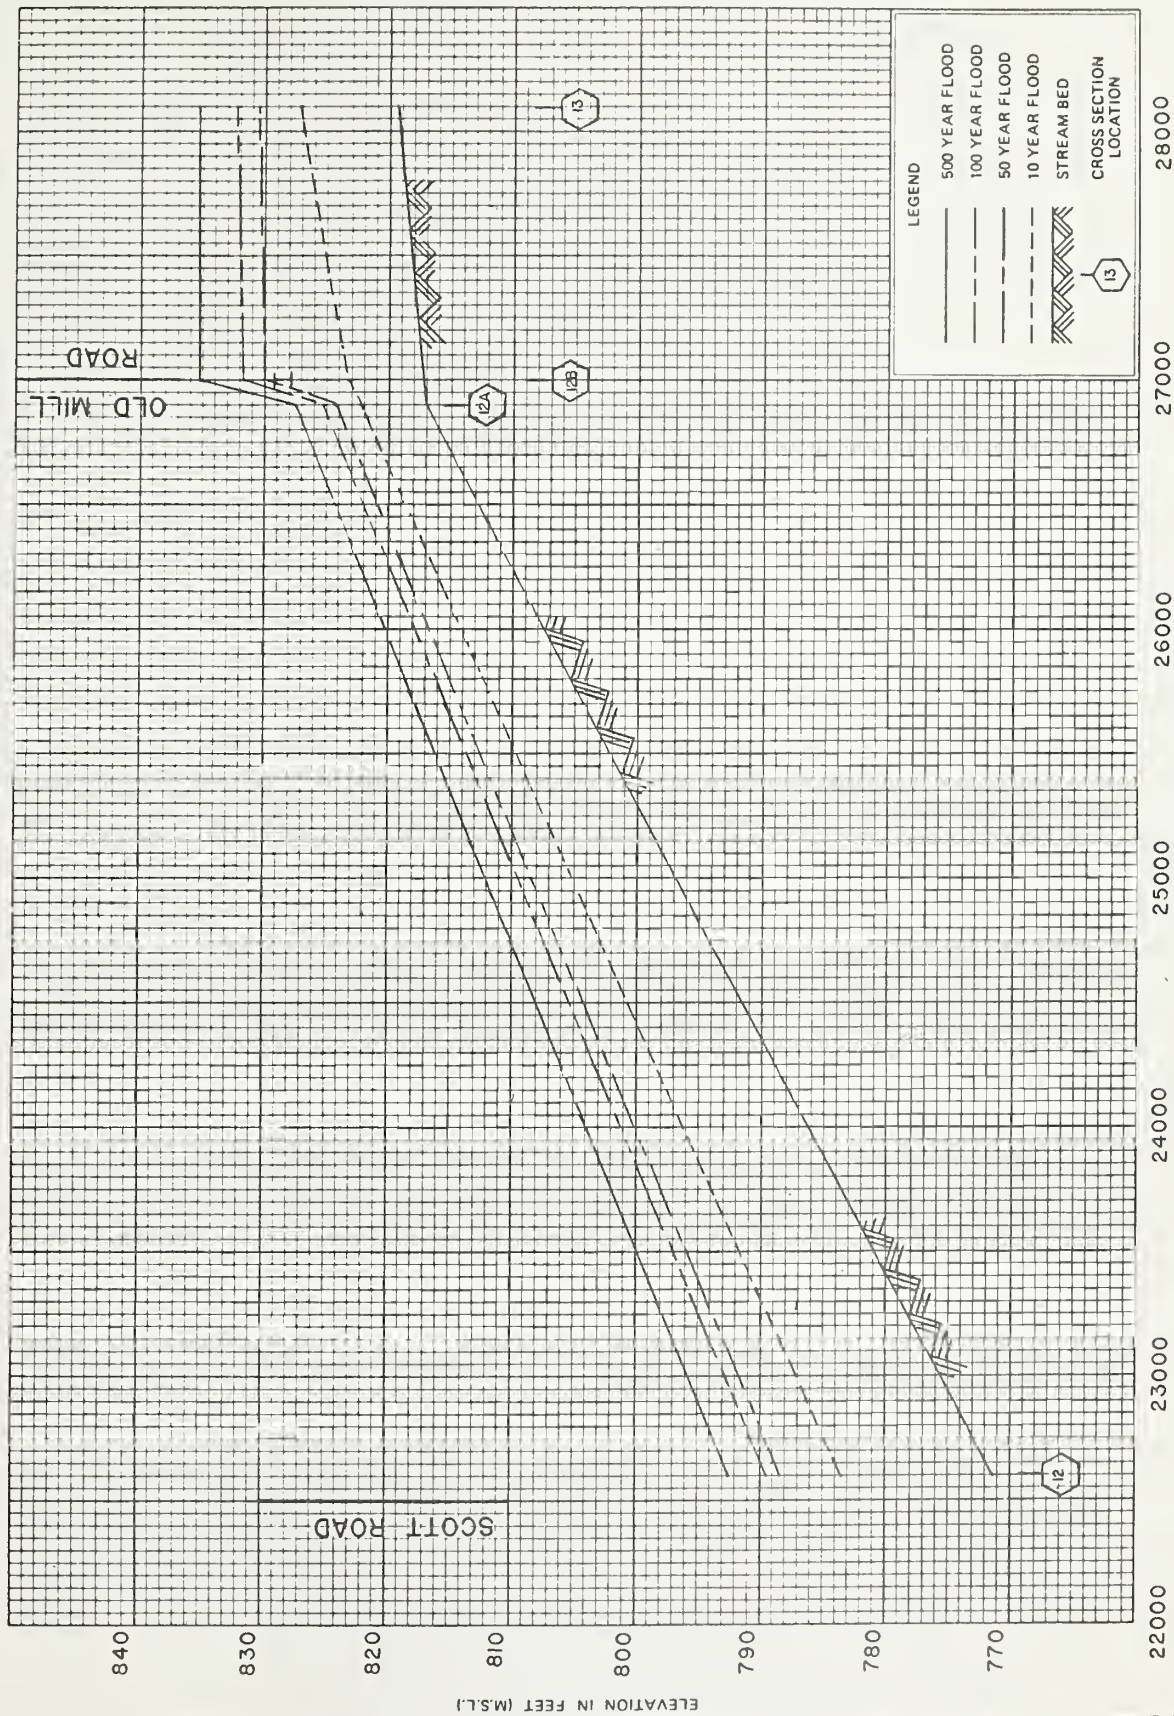 ELEVATION IN FEET (M.S.L.)
840
830
820
810
800
790
780
770
22000
23000
24000
25000
26000
27000
28000
SCOTT ROAD
OLD MILL ROAD
12
12A
12B
13
LEGEND
500 YEAR FLOOD
100 YEAR FLOOD
50 YEAR FLOOD
10 YEAR FLOOD
STREAM BED
13
CROSS SECTION
LOCATION